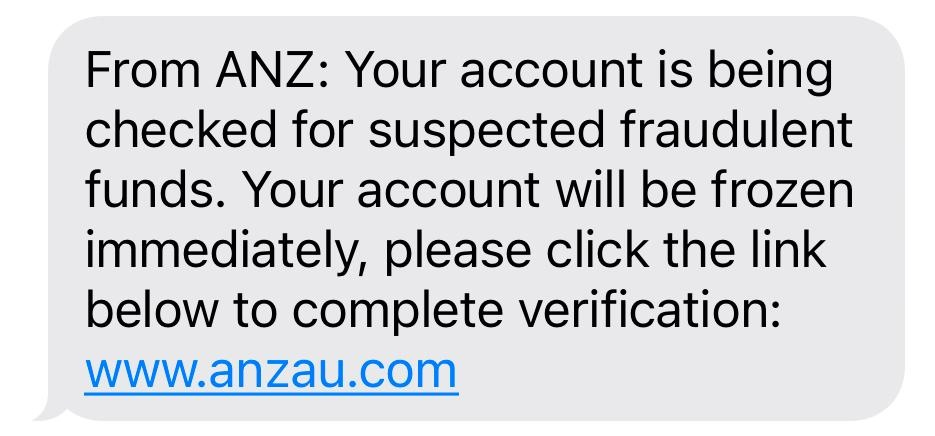 From ANZ: Your account is being
checked for suspected fraudulent
funds. Your account will be frozen
immediately, please click the link
below to complete verification:
www.anzau.com